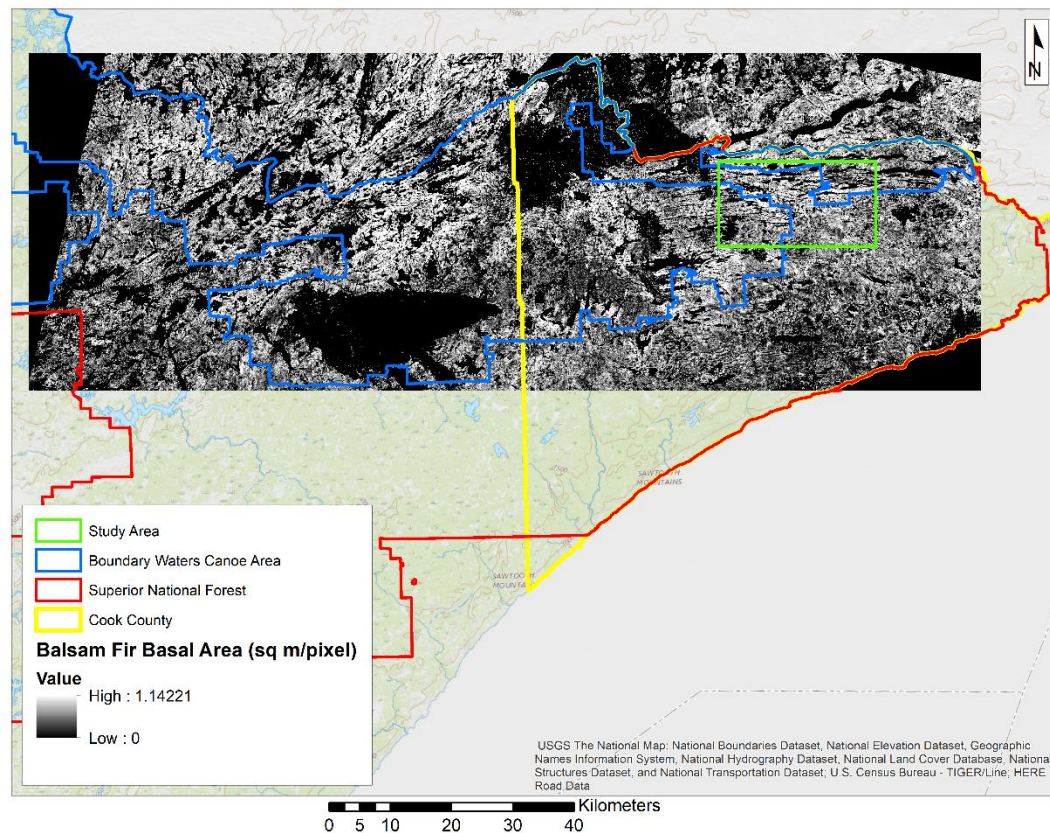 1500
N
SAWTOOTH
MOUNTAINS
SAWTOOTH
Study Area
Boundary Waters Canoe Area
Superior National Forest
Cook County
Balsam Fir Basal Area (sq m/pixel)
Value
High : 1.14221
Low : 0
USGS The National Map: National Boundaries Dataset, National Elevation Dataset, Geographic
Names Information System, National Hydrography Dataset, National Land Cover Database, National
Structures Dataset, and National Transportation Dataset; U.S. Census Bureau - TIGER/Line; HERE
Road Data
Kilometers
0 5 10 20 30 40